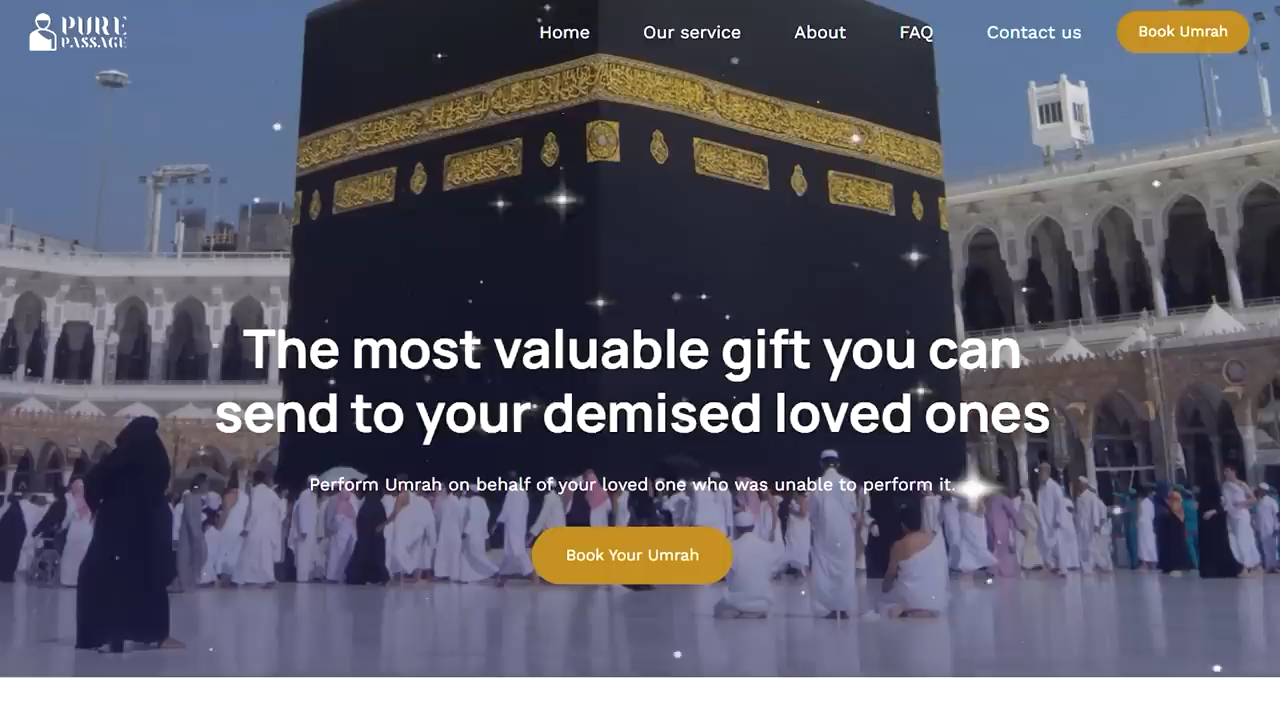 PURE
PASSAGE
Home
Our service
About
FAQ
Contact us
Book Umrah
The most valuable gift you can
send to your demised loved ones
Perform Umrah on behalf of your loved one who was unable to perform it.
Book Your Umrah